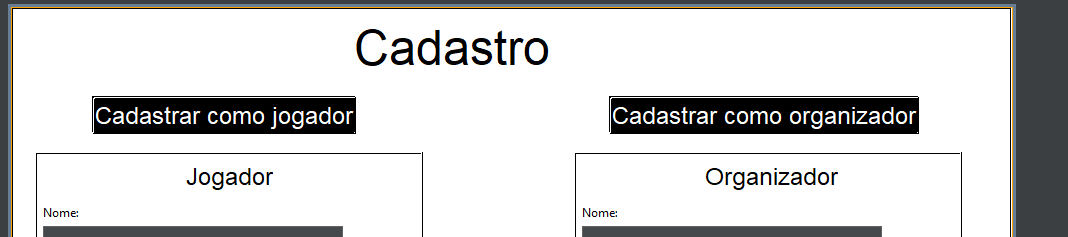 Cadastro
Cadastrar como jogador
Cadastrar como organizador
Jogador
Organizador
Nome:
Nome: